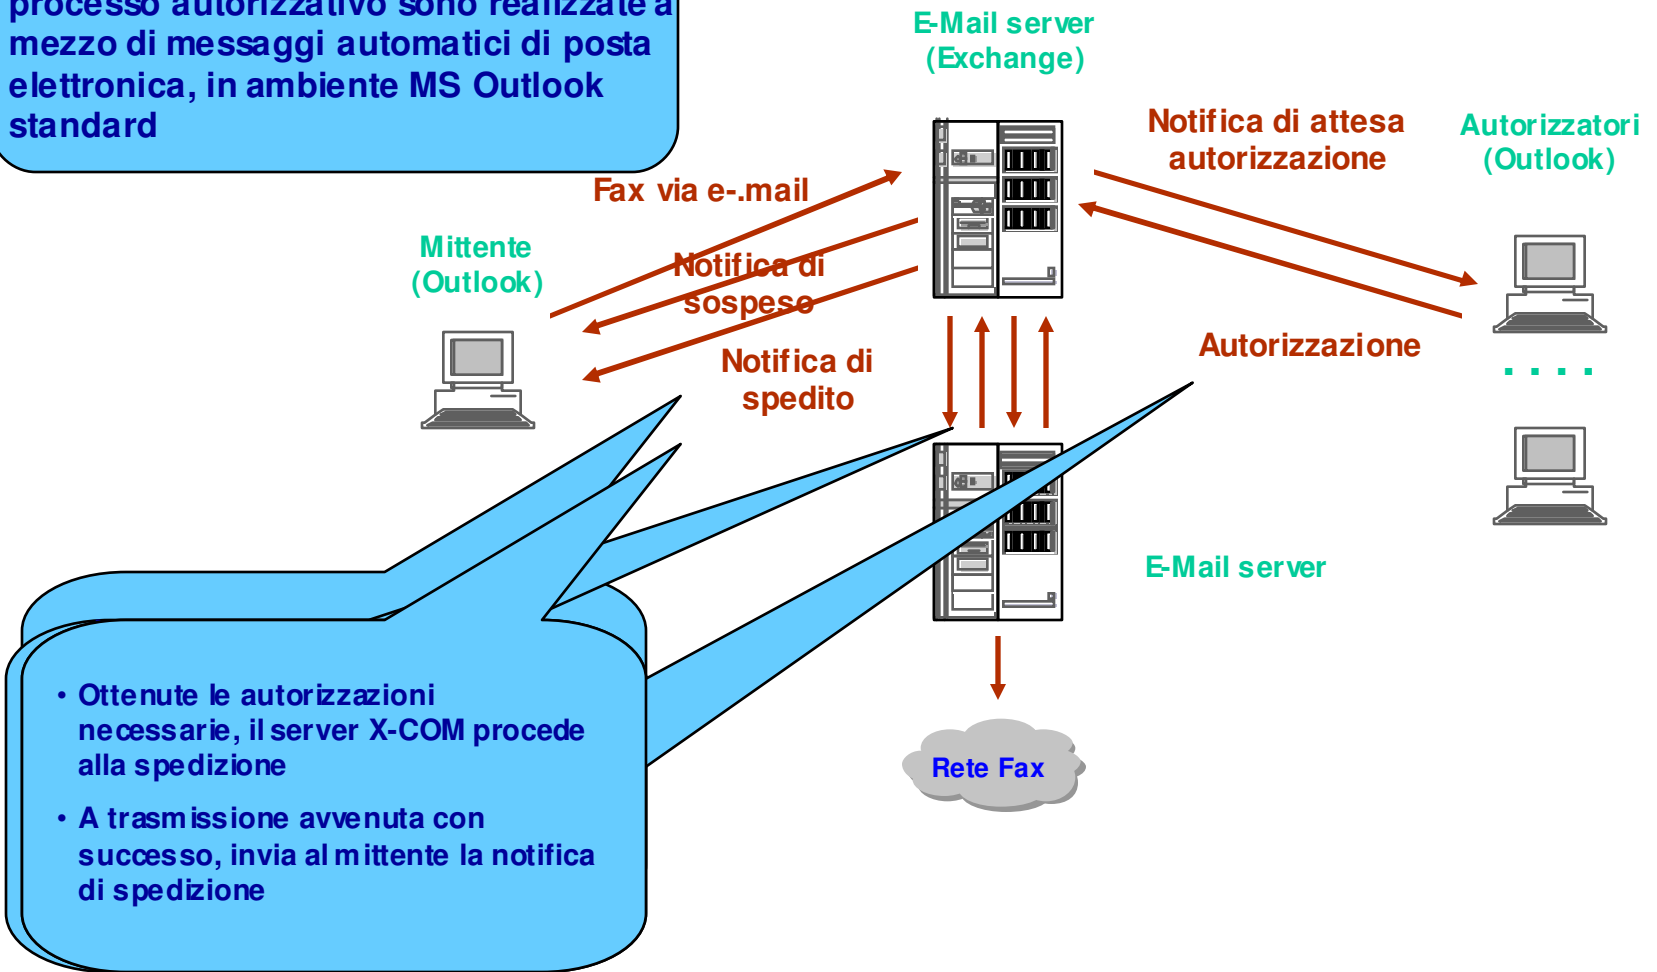 processo autorizzativo sono realizzate a
mezzo di messaggi automatici di posta
elettronica, in ambiente MS Outlook
standard
E-Mail server
(Exchange)
Notifica di attesa
autorizzazione
Autorizzatori
(Outlook)
Fax via e-.mail
Mittente
(Outlook)
Notifica di
sospeso
Notifica di
spedito
Autorizzazione
. . . .
E-Mail server
• Ottenute le autorizzazioni
necessarie, il server X-COM procede
alla spedizione
• A trasmissione avvenuta con
successo, invia al mittente la notifica
di spedizione
Rete Fax